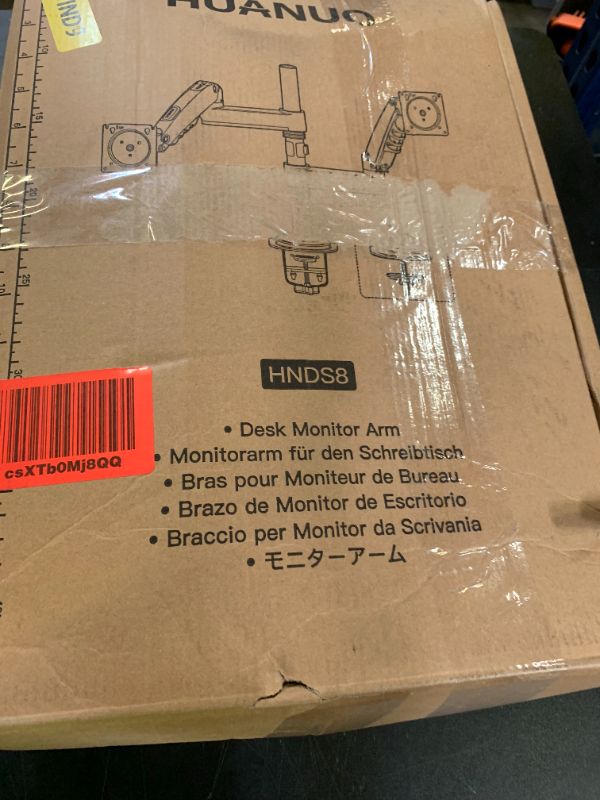 HUANUO
HNDS8
• Desk Monitor Arm
• Monitorarm für den Schreibtisch
• Bras pour Moniteur de Bureau
• Brazo de Monitor de Escritorio
• Braccio per Monitor da Scrivania
• モニターアーム
csXTb0Mj8QQ